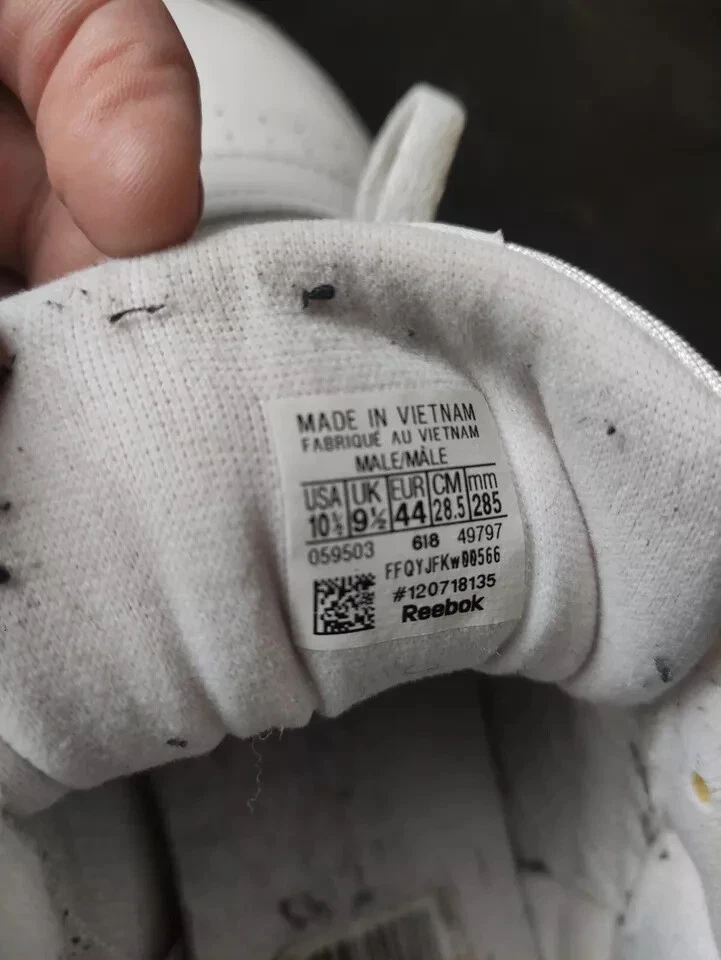 MADE IN VIETNAM
FABRIQUÉ AU VIETNAM
MALE/MÂLE
USA UK EUR CM mm
10½ 9½ 44 28.5 285
059503 618 49797
FFQYJFKw00566
#120718135
Reebok